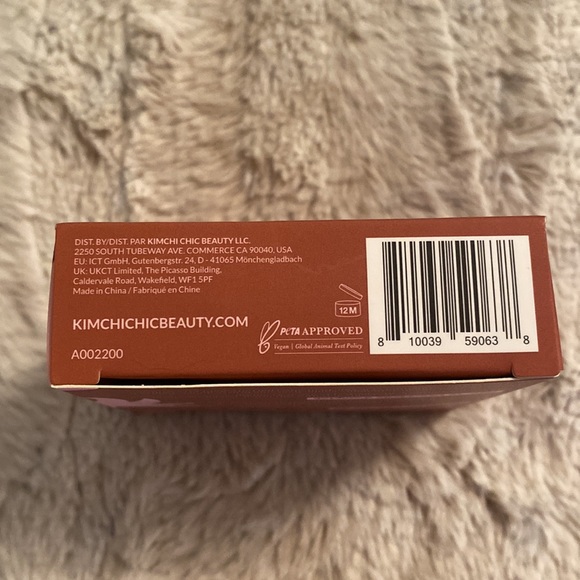 DIST. BY/DIST. PAR KIMCHI CHIC BEAUTY LLC.
2250 SOUTH TUBEWAY AVE. COMMERCE CA 90040, USA
EU: ICT GmbH, Gutenbergstr. 24, D - 41065 Mönchengladbach
UK: UKCT Limited, The Picasso Building,
Caldervale Road, Wakefield, WF1 5PF
Made in China / Fabriqué en Chine
KIMCHICHICBEAUTY.COM
A002200
12 M
PETA APPROVED
Vegan | Global Animal Test Policy
8 10039 59063 8